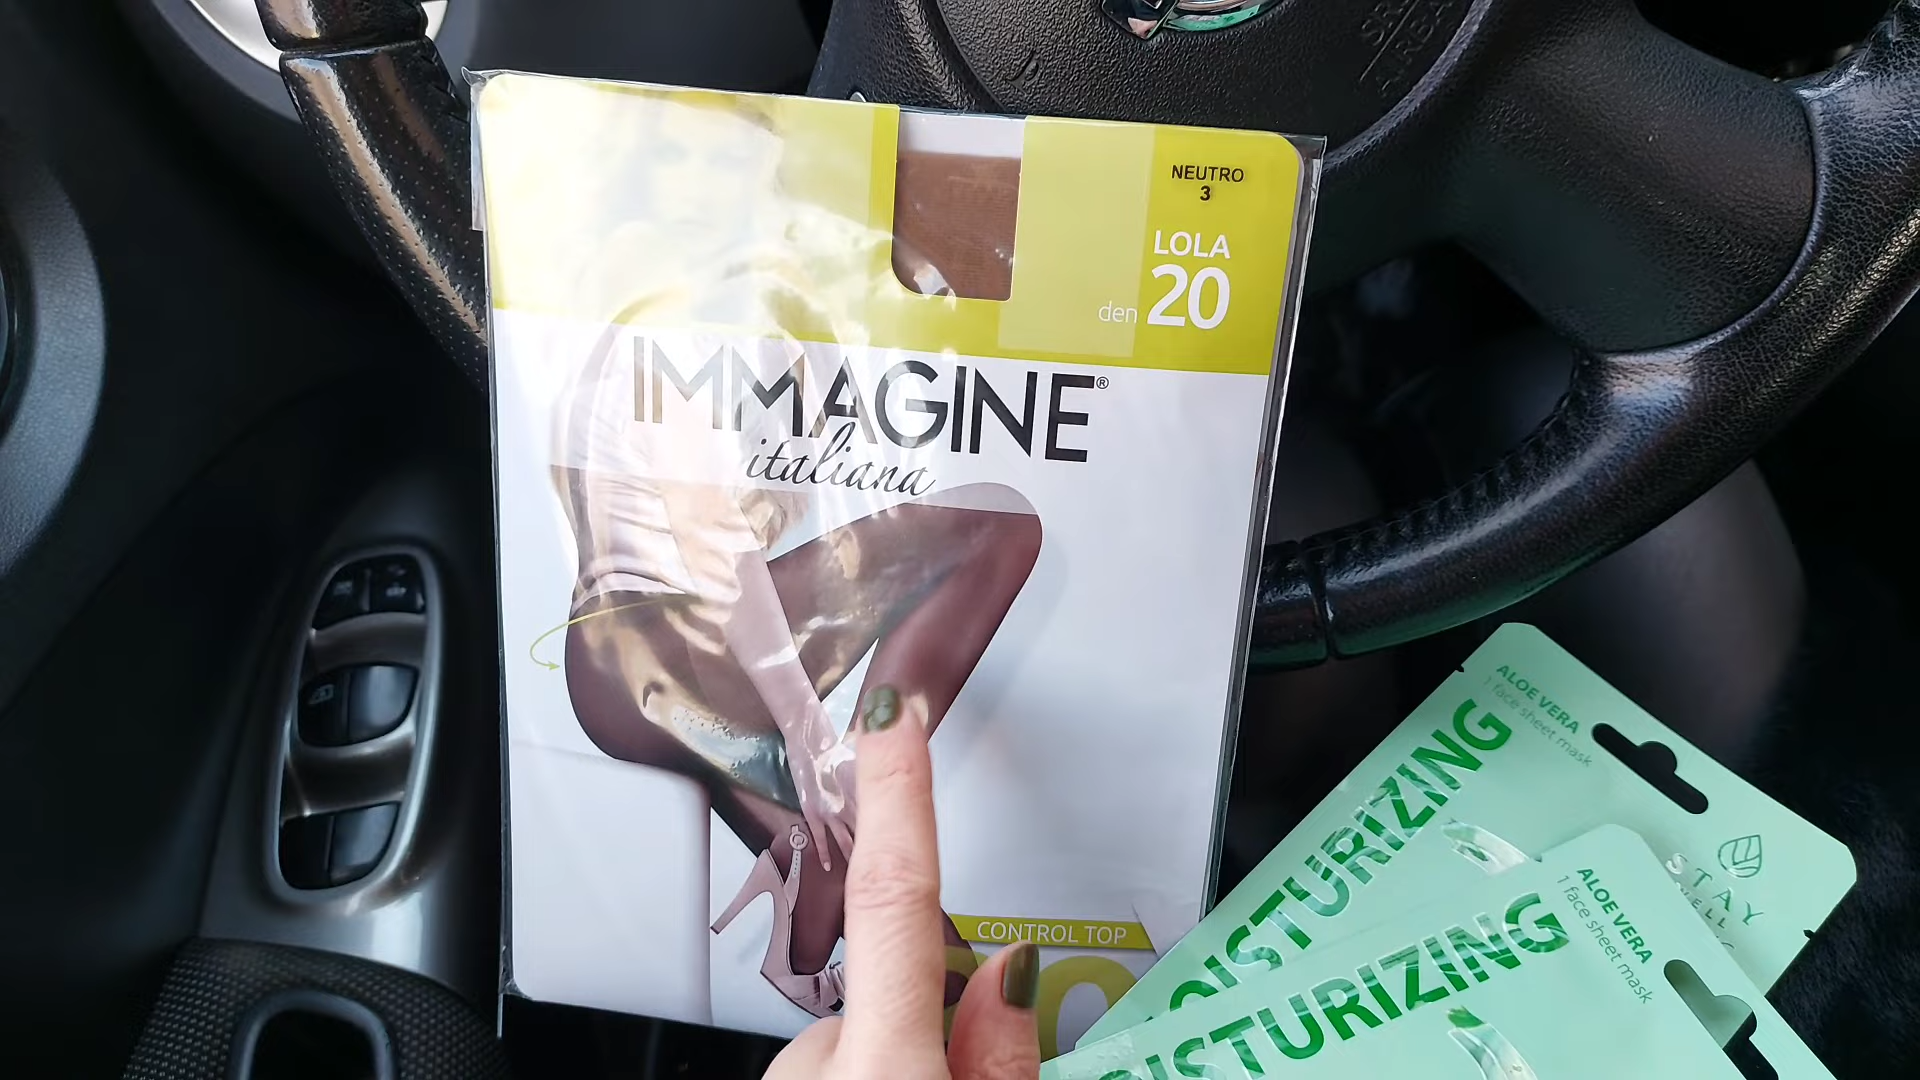 NEUTRO
3
LOLA
den 20
IMMAGINE®
italiana
CONTROL TOP
ALOE VERA
1 face sheet mask
MOISTURIZING
STAY
WELL
ALOE VERA
1 face sheet mask
ISTURIZING